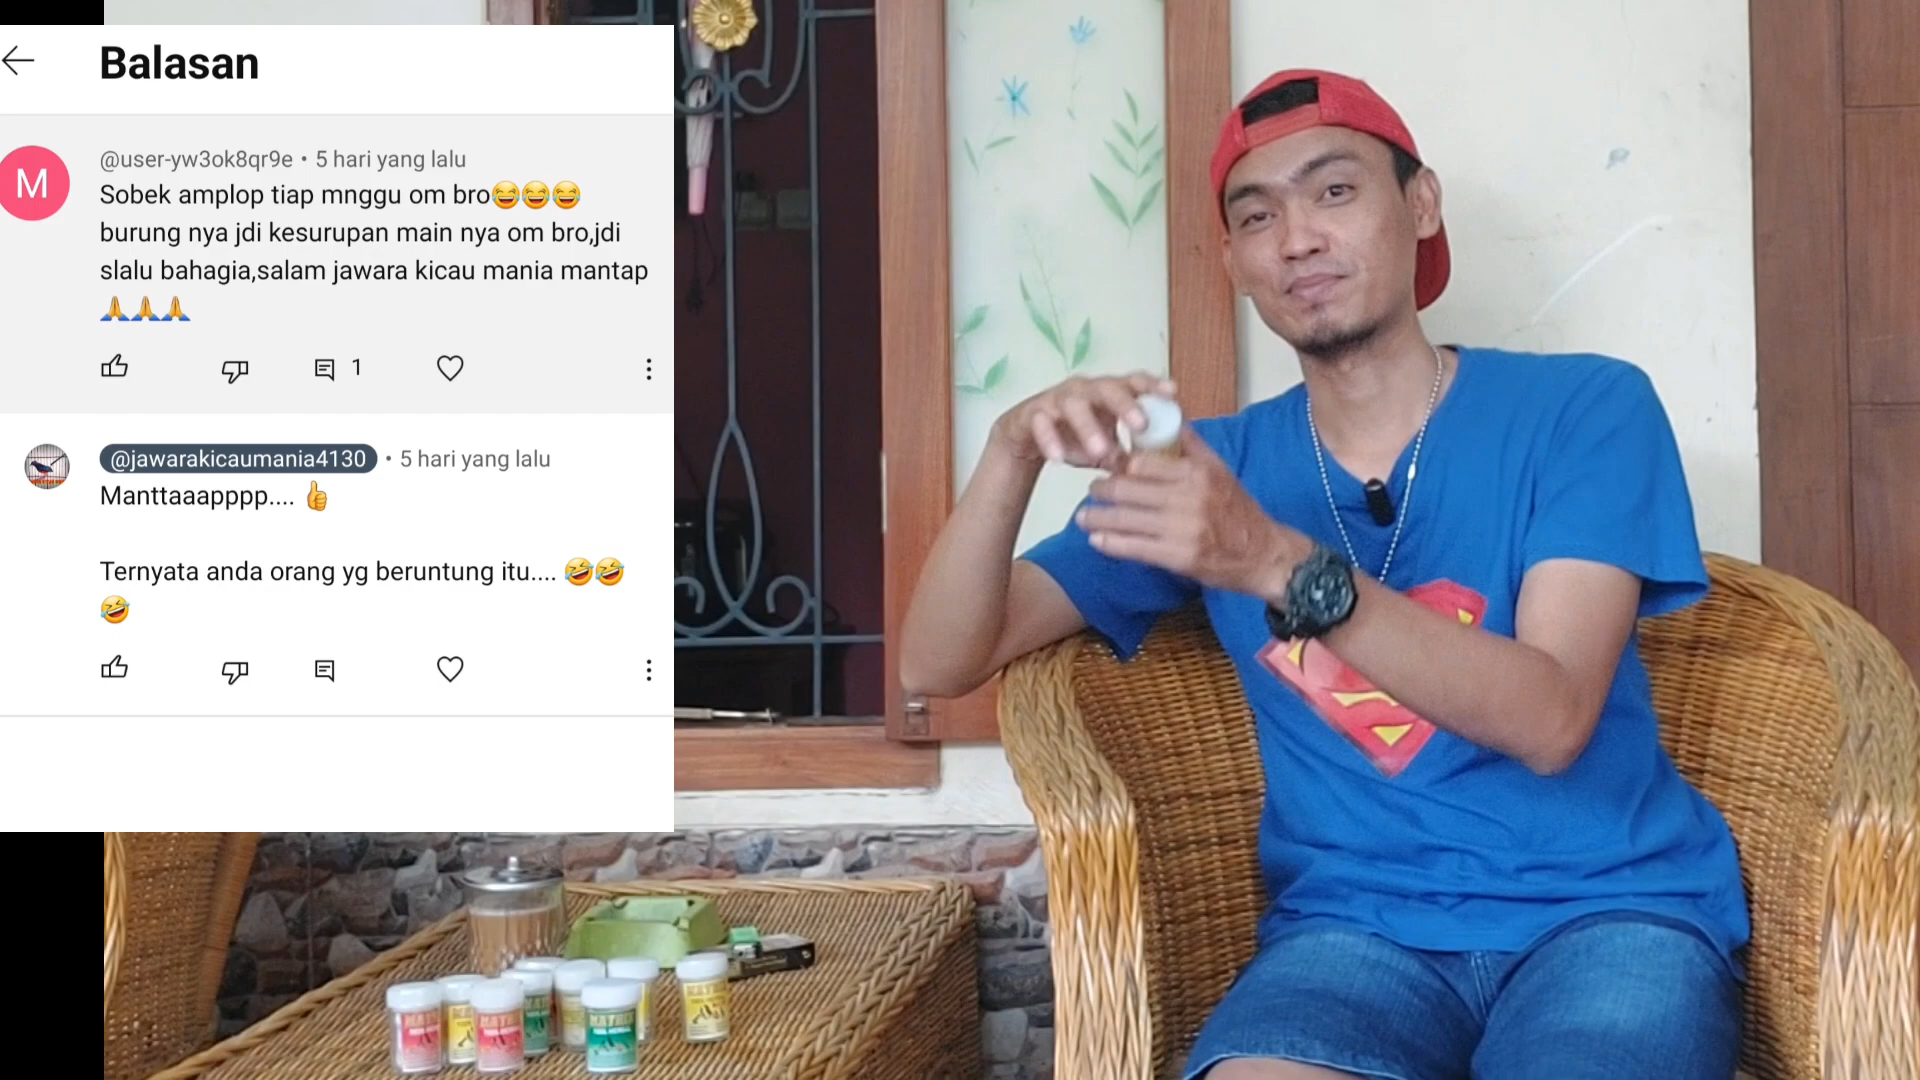 Balasan
M
@user-yw3ok8qr9e • 5 hari yang lalu
Sobek amplop tiap mnggu om bro😂😂😂
burung nya jdi kesurupan main nya om bro,jdi
slalu bahagia,salam jawara kicau mania mantap
🙏🙏🙏
1
@jawarakicaumania4130 • 5 hari yang lalu
Manttaaapppp.... 👍
Ternyata anda orang yg beruntung itu.... 🤣🤣
🤣